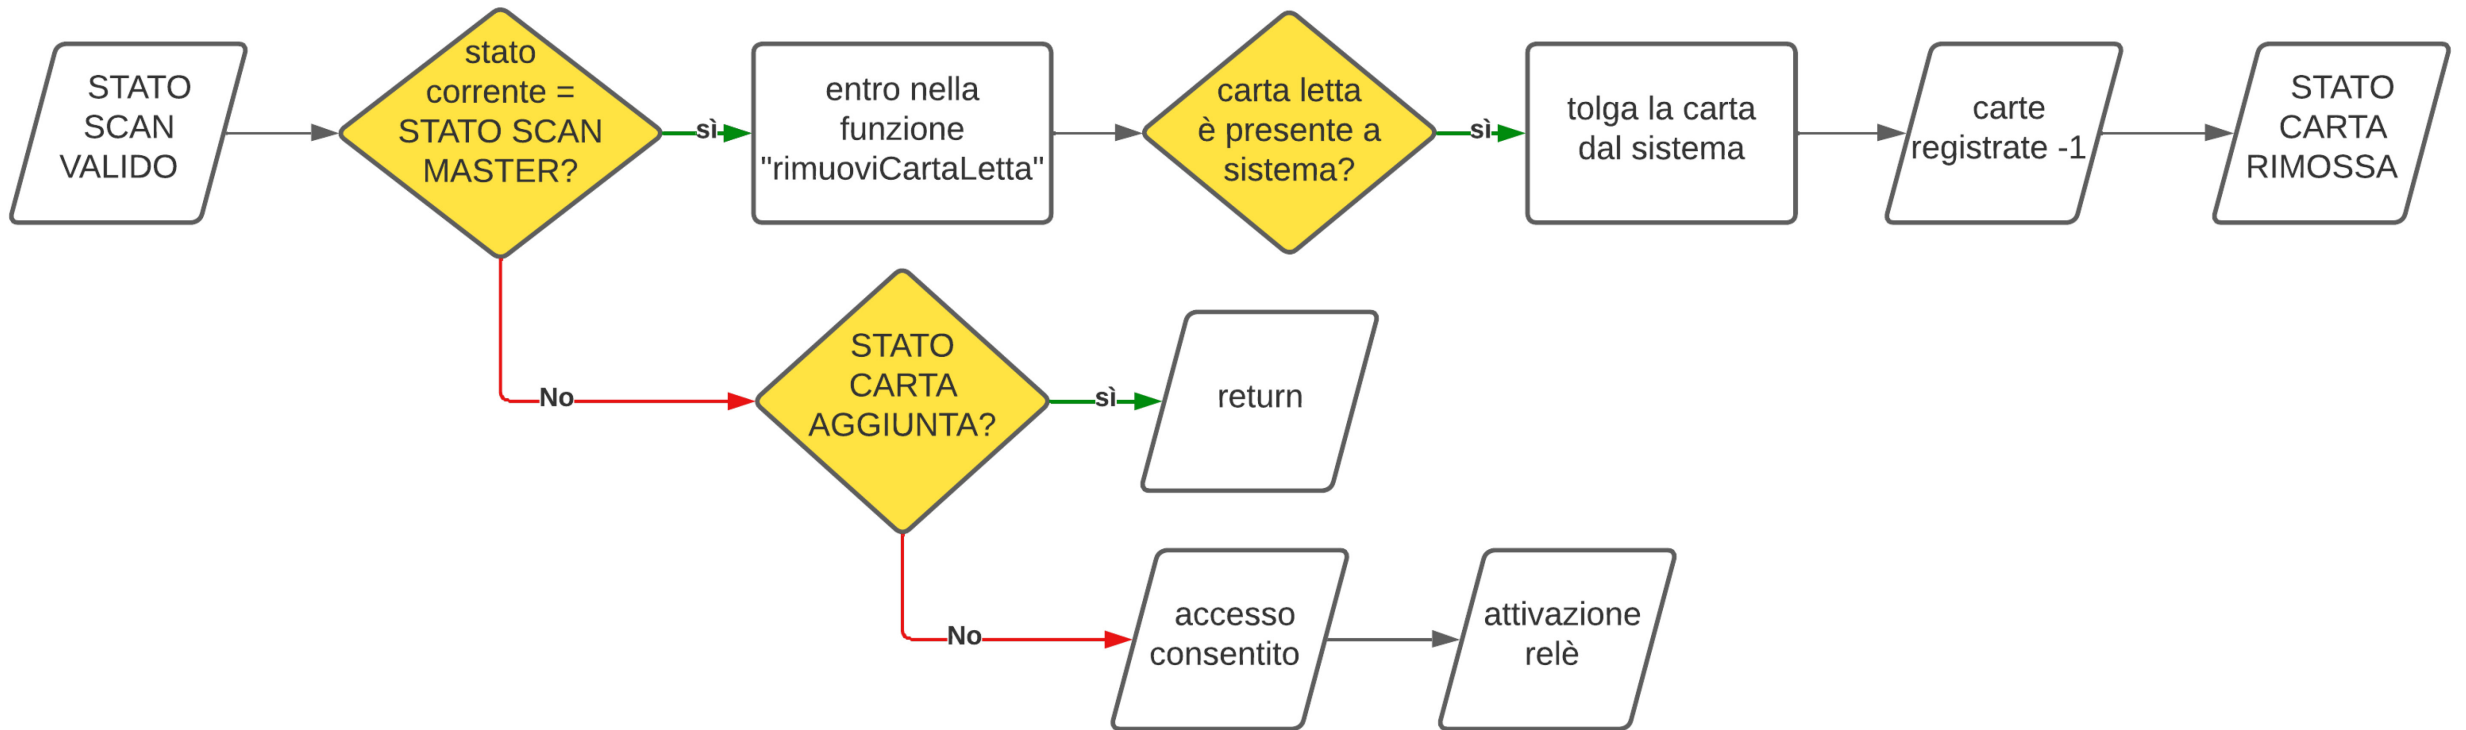 STATO
SCAN
VALIDO
stato
corrente =
STATO SCAN
MASTER?
sì
entro nella
funzione
"rimuoviCartaLetta"
carta letta
è presente a
sistema?
sì
tolga la carta
dal sistema
carte
registrate -1
STATO
CARTA
RIMOSSA
No
STATO
CARTA
AGGIUNTA?
sì
return
No
accesso
consentito
attivazione
relè